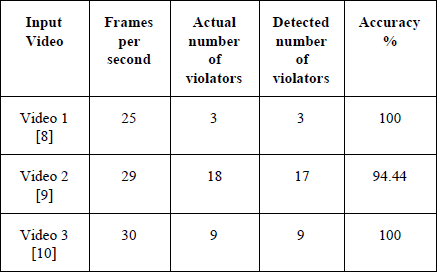 Input Video
Frames per second
Actual number of violators
Detected number of violators
Accuracy %
Video 1 [8]
25
3
3
100
Video 2 [9]
29
18
17
94.44
Video 3 [10]
30
9
9
100